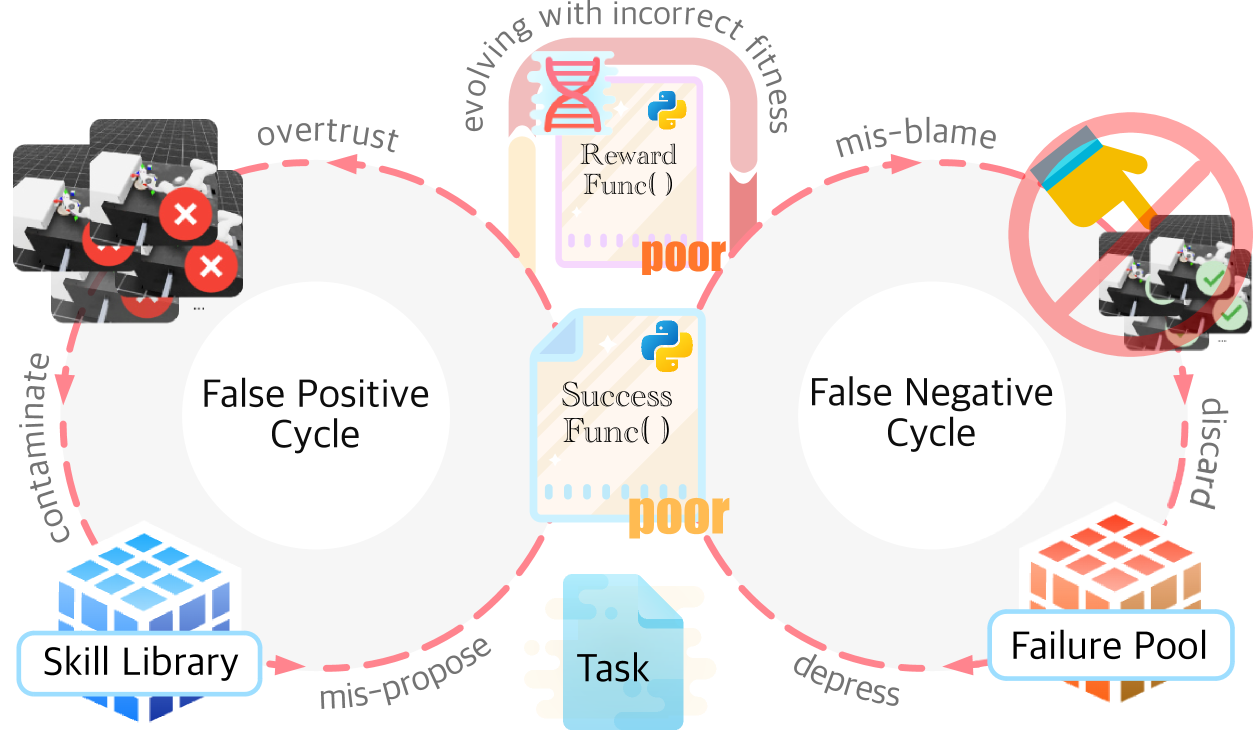 evolving with incorrect fitness
overtrust
mis-blame
Reward
Func( )
poor
...
...
contaminate
False Positive
Cycle
Success
Func( )
poor
False Negative
Cycle
discard
Skill Library
mis-propose
Task
depress
Failure Pool